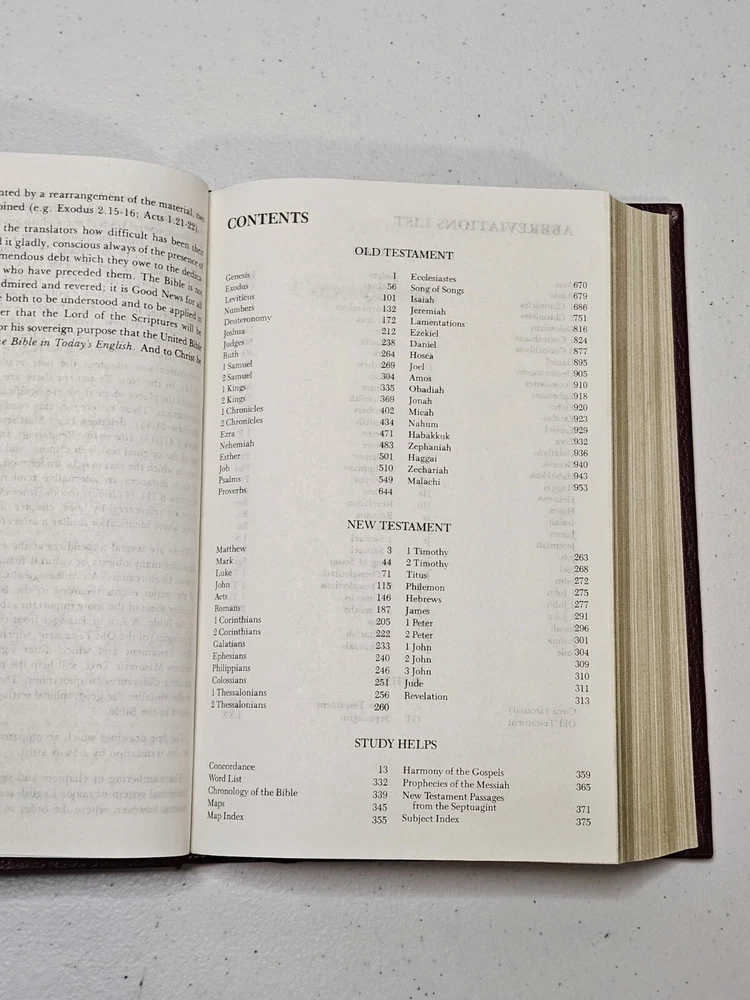 ated by a rearrangement of the material, two
bined (e.g. Exodus 2.15-16; Acts 1.21-22).
the translators how difficult has been their
d it gladly, conscious always of the presence of
mendous debt which they owe to the dedica
who have preceded them. The Bible is not
dmired and revered; it is Good News for all
e both to be understood and to be applied in
er that the Lord of the Scriptures will be
or his sovereign purpose that the United Bible
e Bible in Today's English. And to Christ be
CONTENTS
OLD TESTAMENT
Genesis 1
Exodus 56
Leviticus 101
Numbers 132
Deuteronomy 172
Joshua 212
Judges 238
Ruth 264
1 Samuel 269
2 Samuel 304
1 Kings 335
2 Kings 369
1 Chronicles 402
2 Chronicles 434
Ezra 471
Nehemiah 483
Esther 501
Job 510
Psalms 549
Proverbs 644
Ecclesiastes 670
Song of Songs 679
Isaiah 686
Jeremiah 751
Lamentations 816
Ezekiel 824
Daniel 877
Hosea 895
Joel 905
Amos 910
Obadiah 918
Jonah 920
Micah 923
Nahum 929
Habakkuk 932
Zephaniah 936
Haggai 940
Zechariah 943
Malachi 953
NEW TESTAMENT
Matthew 3
Mark 44
Luke 71
John 115
Acts 146
Romans 187
1 Corinthians 205
2 Corinthians 222
Galatians 233
Ephesians 240
Philippians 246
Colossians 251
1 Thessalonians 256
2 Thessalonians 260
1 Timothy 263
2 Timothy 268
Titus 272
Philemon 275
Hebrews 277
James 291
1 Peter 296
2 Peter 301
1 John 304
2 John 309
3 John 310
Jude 311
Revelation 313
STUDY HELPS
Concordance 13
Word List 332
Chronology of the Bible 339
Maps 345
Map Index 355
Harmony of the Gospels 359
Prophecies of the Messiah 365
New Testament Passages
from the Septuagint 371
Subject Index 375